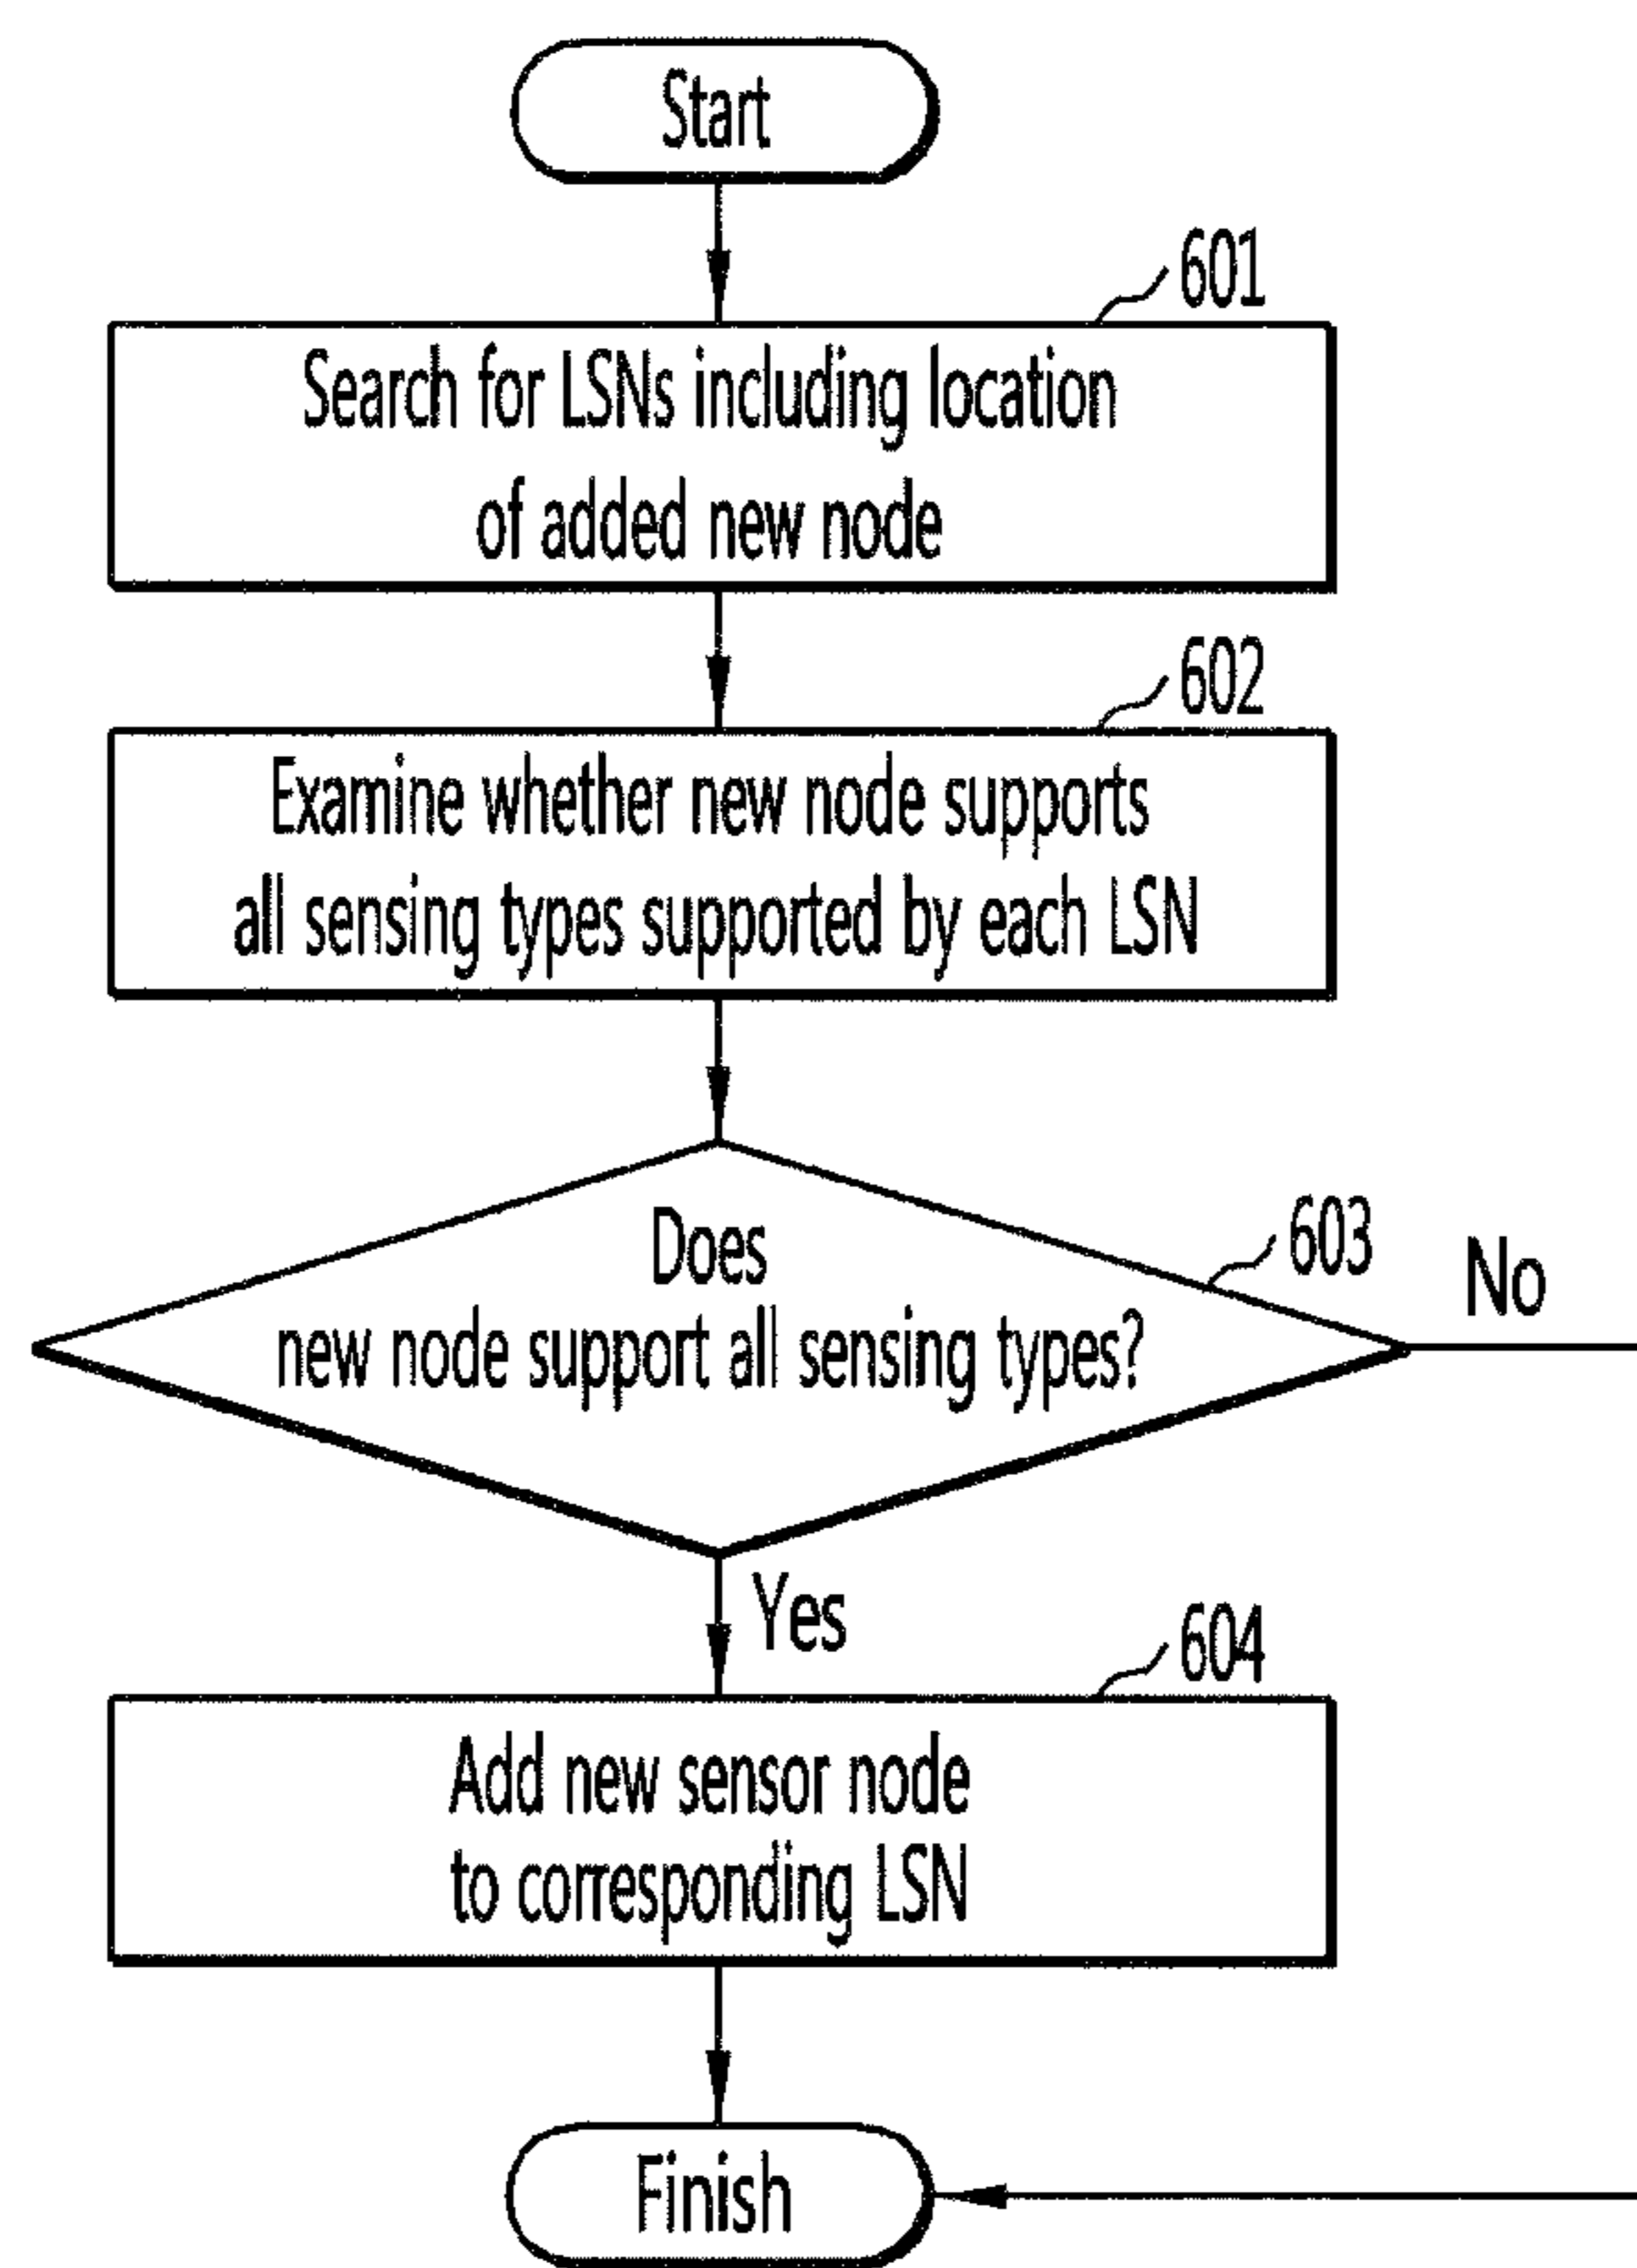 Start
601
Search for LSNs including location
of added new node
602
Examine whether new node supports
all sensing types supported by each LSN
603
No
Does
new node support all sensing types?
Yes
604
Add new sensor node
to corresponding LSN
Finish